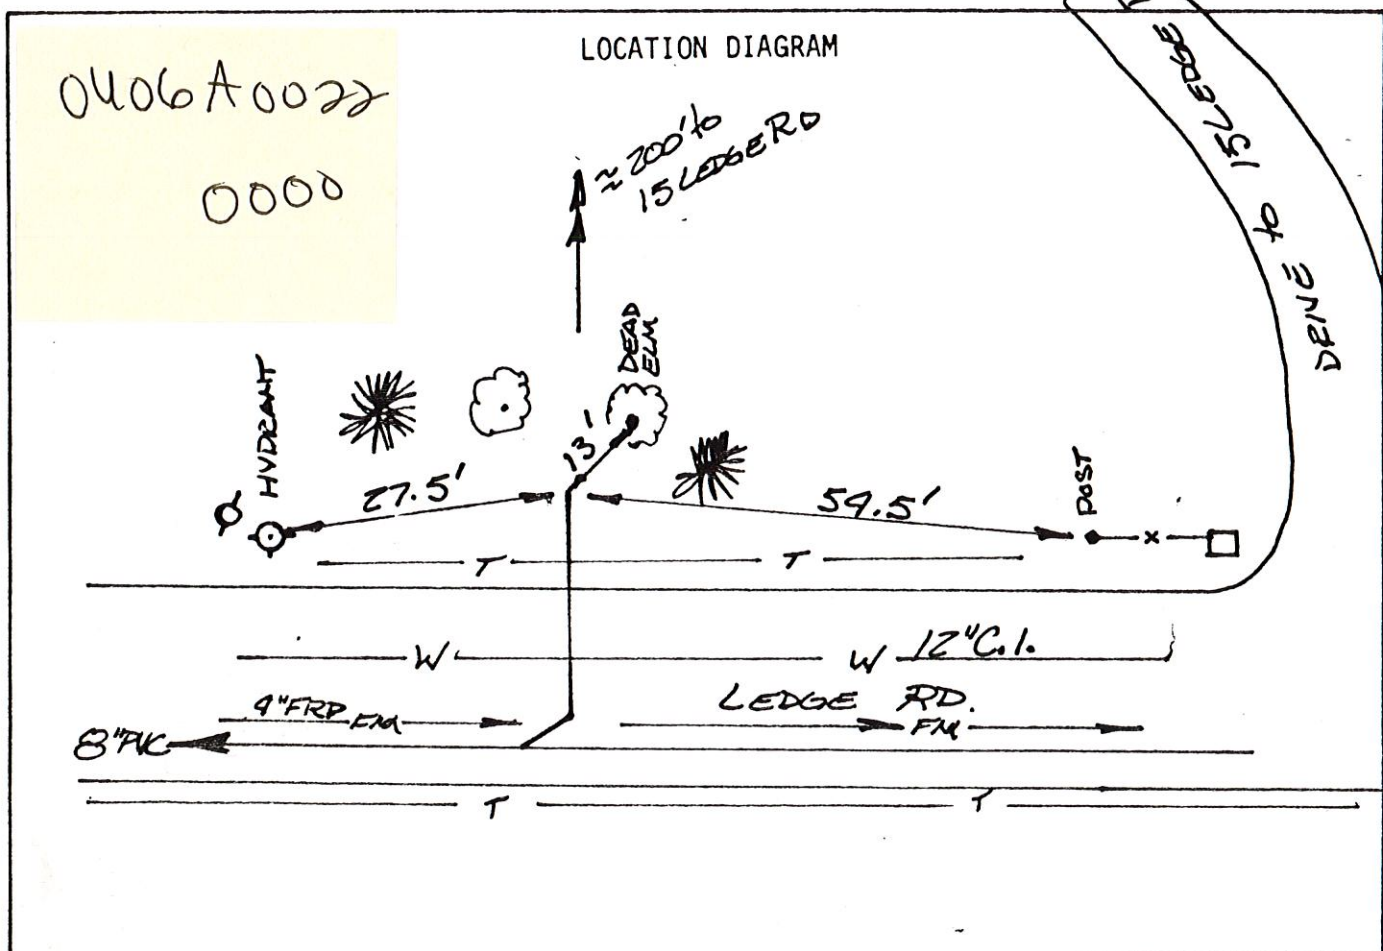 LOCATION DIAGRAM
0406A0022
0000
≈ 200' to
15 LEDGE RD
DRIVE to 15 LEDGE
HYDRANT
DEAD
ELM
13'
27.5'
54.5'
POST
x
T
T
W
W
12" C.I.
4" FRP
FM
LEDGE RD.
FM
8" PVC
T
T